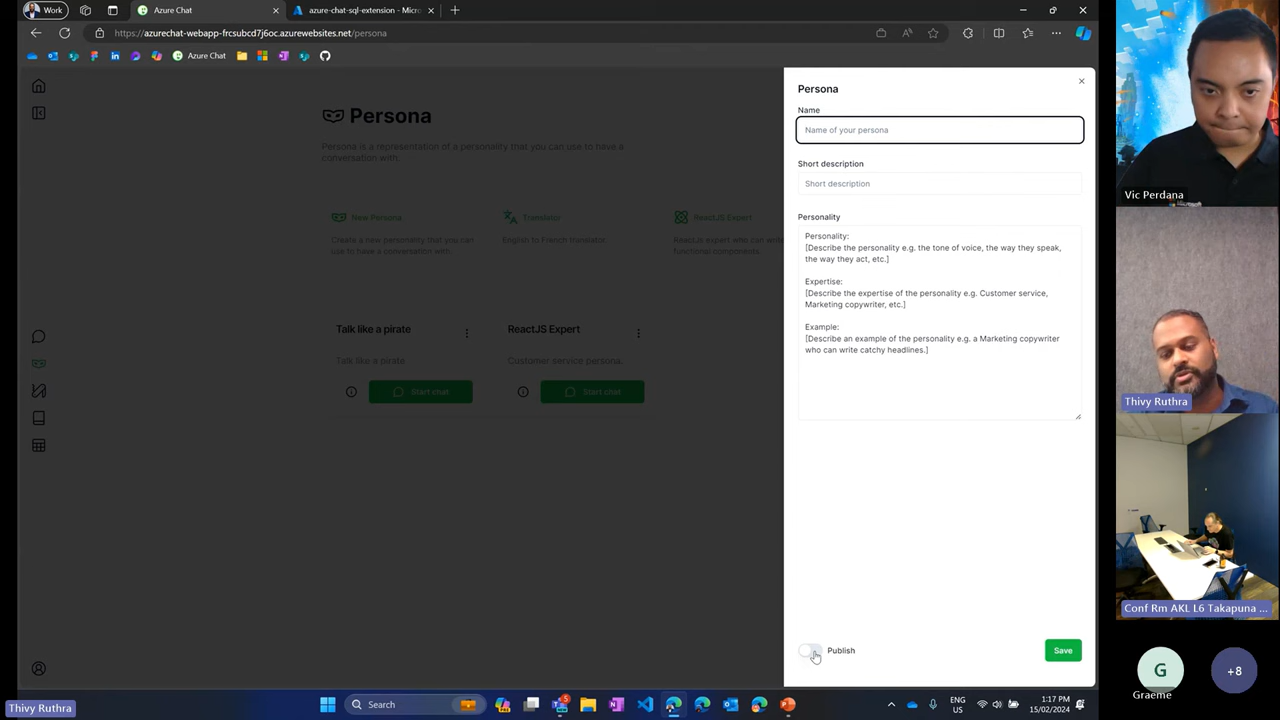 Work
Azure Chat
azure-chat-sql-extension - Micro
https://azurechat-webapp-frcsubcd7j6oc.azurewebsites.net/persona
Azure Chat
Persona
Persona is a representation of a personality that you can use to have a
conversation with.
New Persona
Create a new personality that you can
use to have a conversation with.
Translator
English to French translator.
ReactJS Expert
ReactJS expert who can write
functional components.
Talk like a pirate
Talk like a pirate
Start chat
ReactJS Expert
Customer service persona.
Start chat
Persona
Name
Name of your persona
Short description
Short description
Personality
Personality:
[Describe the personality e.g. the tone of voice, the way they speak,
the way they act, etc.]
Expertise:
[Describe the expertise of the personality e.g. Customer service,
Marketing copywriter, etc.]
Example:
[Describe an example of the personality e.g. a Marketing copywriter
who can write catchy headlines.]
Publish
Save
Vic Perdana
Microsoft
Thivy Ruthra
Conf Rm AKL L6 Takapuna ...
G
Graeme
+8
Thivy Ruthra
Search
5
ENG
US
1:17 PM
15/02/2024